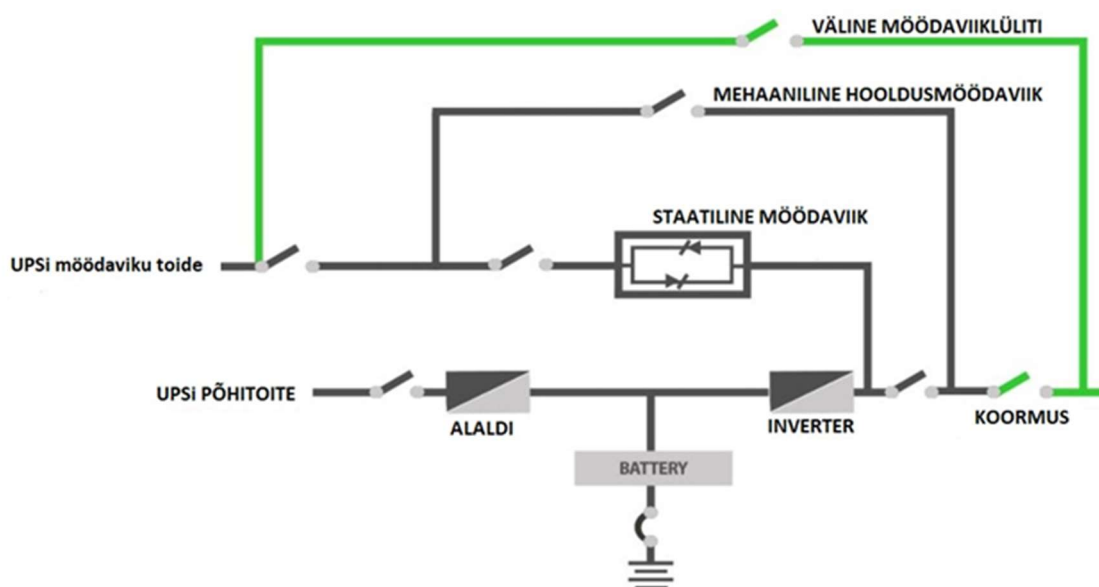 VÄLINE MÖÖDAVIIKLÜLITI
MEHAANILINE HOOLDUSMÖÖDAVIIK
STAATILINE MÖÖDAVIIK
UPSi möödaviku toide
UPSi PÕHITOITE
ALALDI
INVERTER
KOORMUS
BATTERY